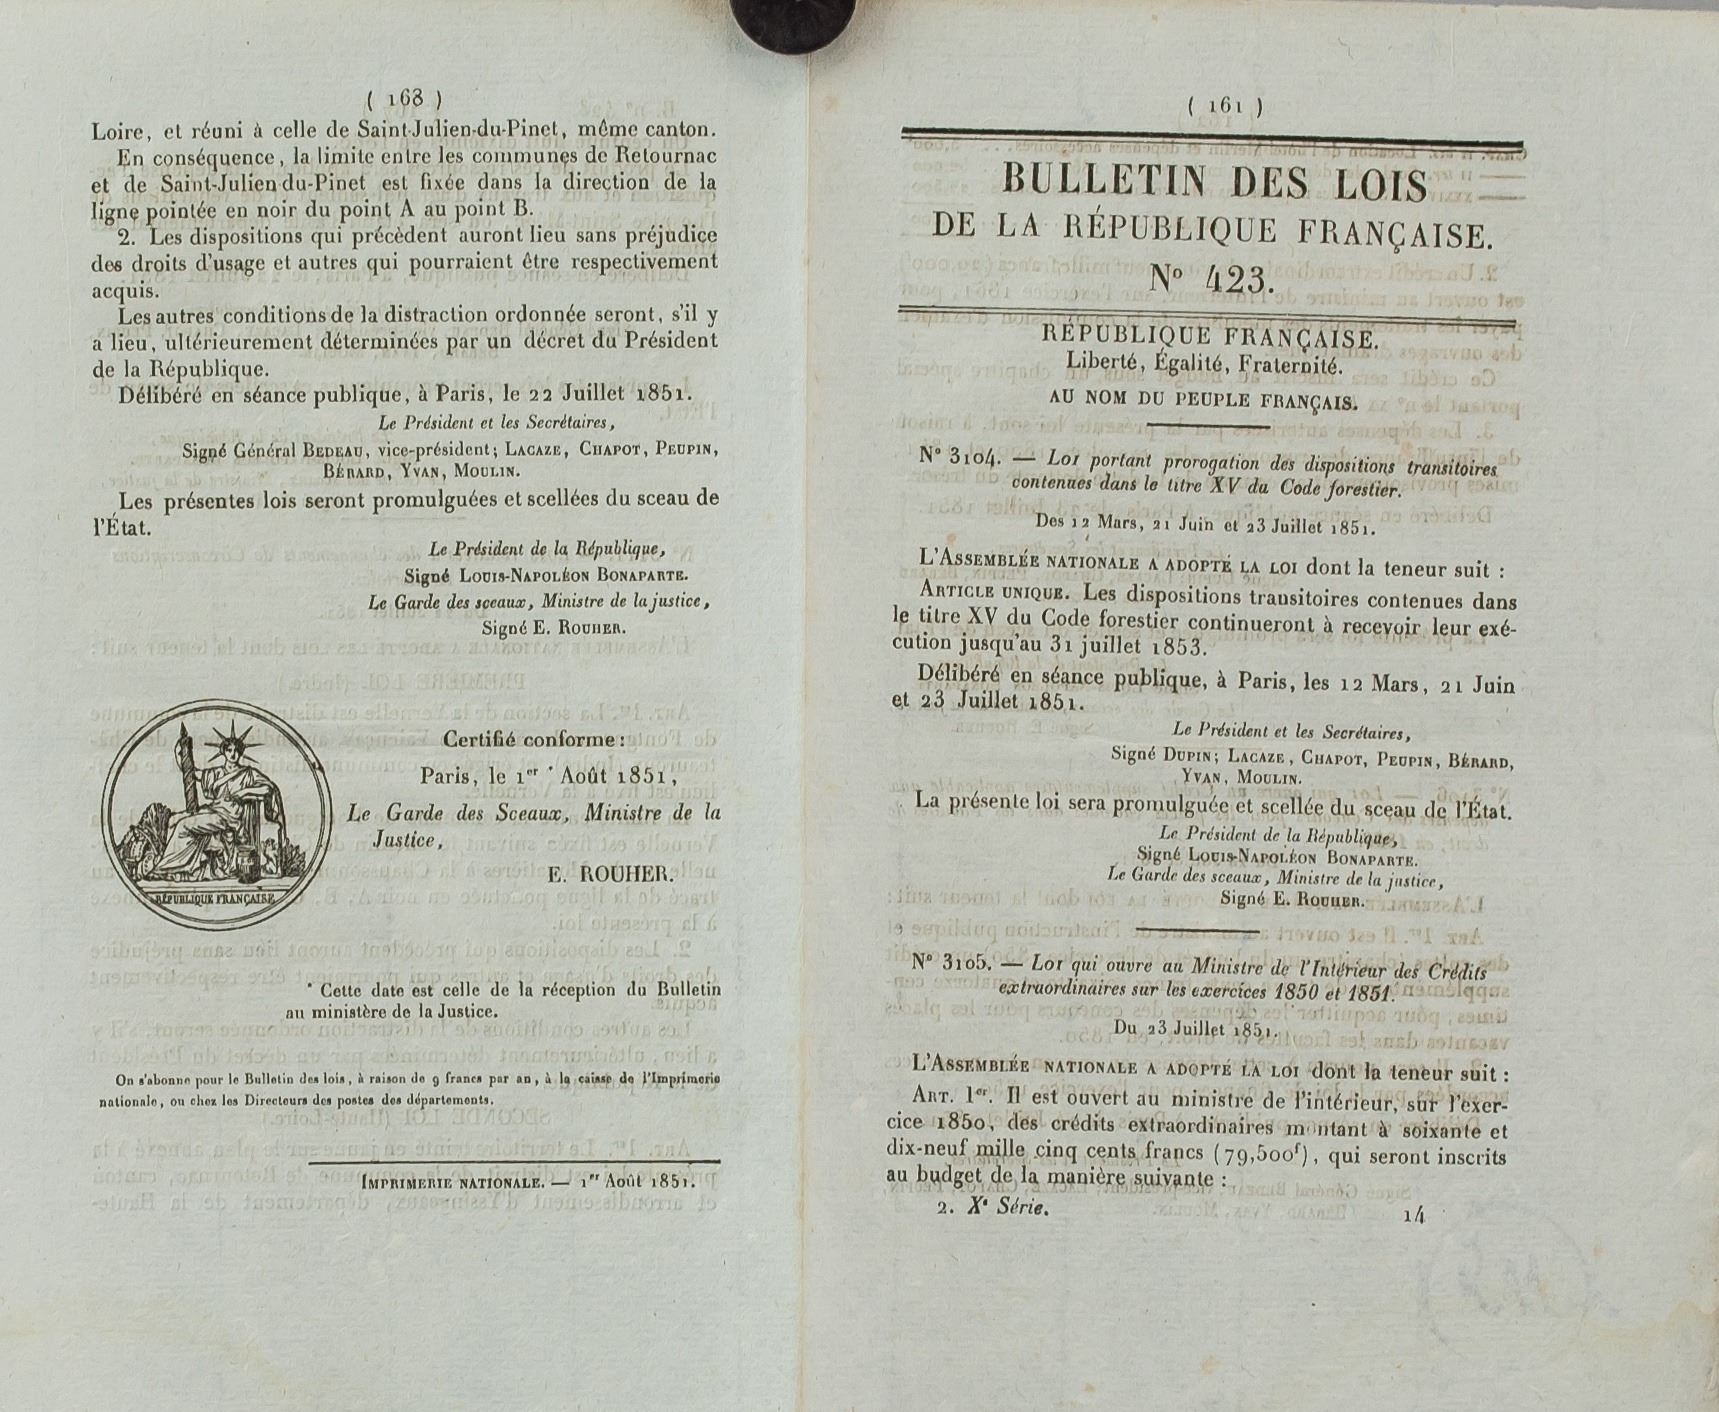 ( 168 )
Loire, et réuni à celle de Saint-Julien-du-Pinet, même canton.
En conséquence, la limite entre les communes de Retournac
et de Saint-Julien-du-Pinet est fixée dans la direction de la
ligne pointée en noir du point A au point B.
2. Les dispositions qui précèdent auront lieu sans préjudice
des droits d'usage et autres qui pourraient être respectivement
acquis.
Les autres conditions de la distraction ordonnée seront, s'il y
a lieu, ultérieurement déterminées par un décret du Président
de la République.
Délibéré en séance publique, à Paris, le 22 Juillet 1851.
Le Président et les Secrétaires,
Signé Général BEDEAU, vice-président; LACAZE, CHAPOT, PEUPIN,
BÉRARD, YVAN, MOULIN.
Les présentes lois seront promulguées et scellées du sceau de
l'État.
Le Président de la République,
Signé LOUIS-NAPOLÉON BONAPARTE.
Le Garde des sceaux, Ministre de la justice,
Signé E. ROUHER.
Certifié conforme :
Paris, le 1er * Août 1851,
Le Garde des Sceaux, Ministre de la
Justice,
E. ROUHER.
RÉPUBLIQUE FRANÇAISE
* Cette date est celle de la réception du Bulletin
au ministère de la Justice.
On s'abonne pour le Bulletin des lois, à raison de 9 francs par an, à la caisse de l'Imprimerie
nationale, ou chez les Directeurs des postes des départements.
IMPRIMERIE NATIONALE. — 1er Août 1851.
( 161 )
BULLETIN DES LOIS
DE LA RÉPUBLIQUE FRANÇAISE.
N° 423.
RÉPUBLIQUE FRANÇAISE.
Liberté, Égalité, Fraternité.
AU NOM DU PEUPLE FRANÇAIS.
N° 3104. — LOI portant prorogation des dispositions transitoires
contenues dans le titre XV du Code forestier.
Des 12 Mars, 21 Juin et 23 Juillet 1851.
L'ASSEMBLÉE NATIONALE A ADOPTÉ LA LOI dont la teneur suit :
ARTICLE UNIQUE. Les dispositions transitoires contenues dans
le titre XV du Code forestier continueront à recevoir leur exé-
cution jusqu'au 31 juillet 1853.
Délibéré en séance publique, à Paris, les 12 Mars, 21 Juin
et 23 Juillet 1851.
Le Président et les Secrétaires,
Signé DUPIN; LACAZE, CHAPOT, PEUPIN, BÉRARD,
YVAN, MOULIN.
La présente loi sera promulguée et scellée du sceau de l'État.
Le Président de la République,
Signé LOUIS-NAPOLÉON BONAPARTE.
Le Garde des sceaux, Ministre de la justice,
Signé E. ROUHER.
N° 3105. — LOI qui ouvre au Ministre de l'Intérieur des Crédits
extraordinaires sur les exercices 1850 et 1851.
Du 23 Juillet 1851.
L'ASSEMBLÉE NATIONALE A ADOPTÉ LA LOI dont la teneur suit :
ART. 1er. Il est ouvert au ministre de l'intérieur, sur l'exer-
cice 1850, des crédits extraordinaires montant à soixante et
dix-neuf mille cinq cents francs (79,500f), qui seront inscrits
au budget de la manière suivante :
2. Xe Série.
14